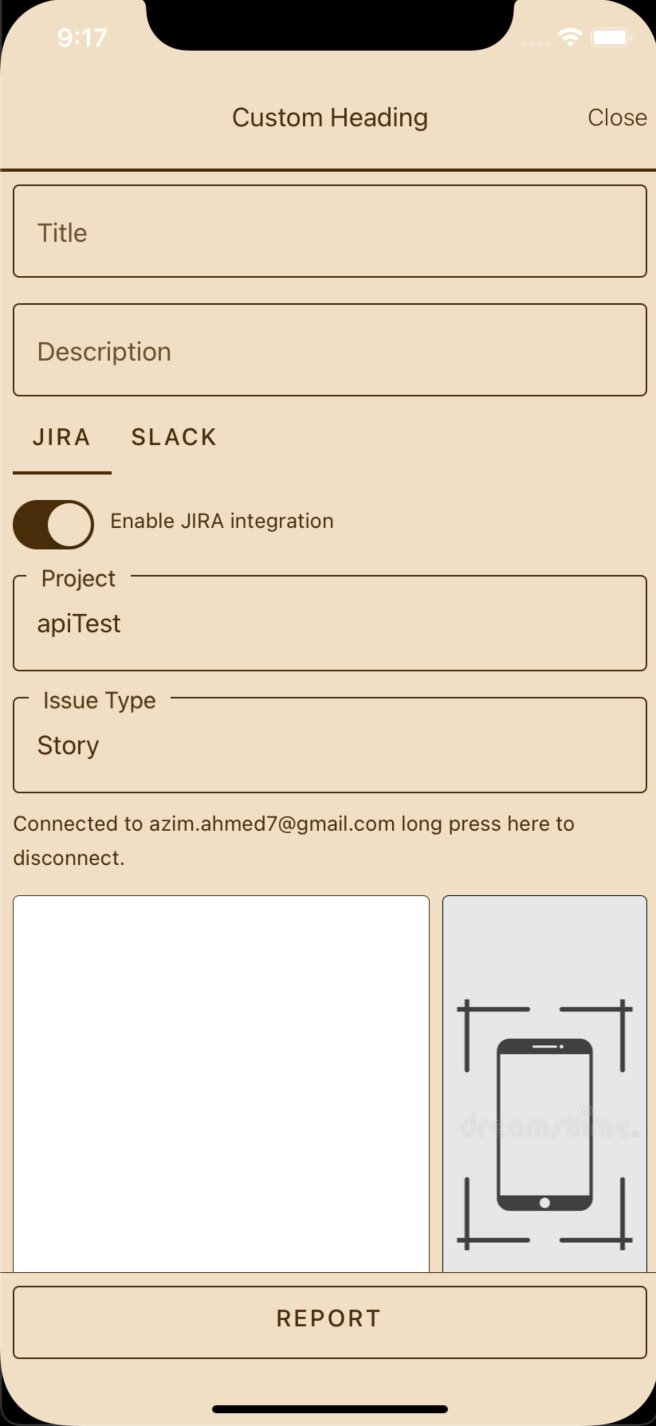 9:17
Custom Heading
Close
Title
Description
JIRA
SLACK
Enable JIRA integration
Project
apiTest
Issue Type
Story
Connected to azim.ahmed7@gmail.com long press here to
disconnect.
dreamstime.
REPORT